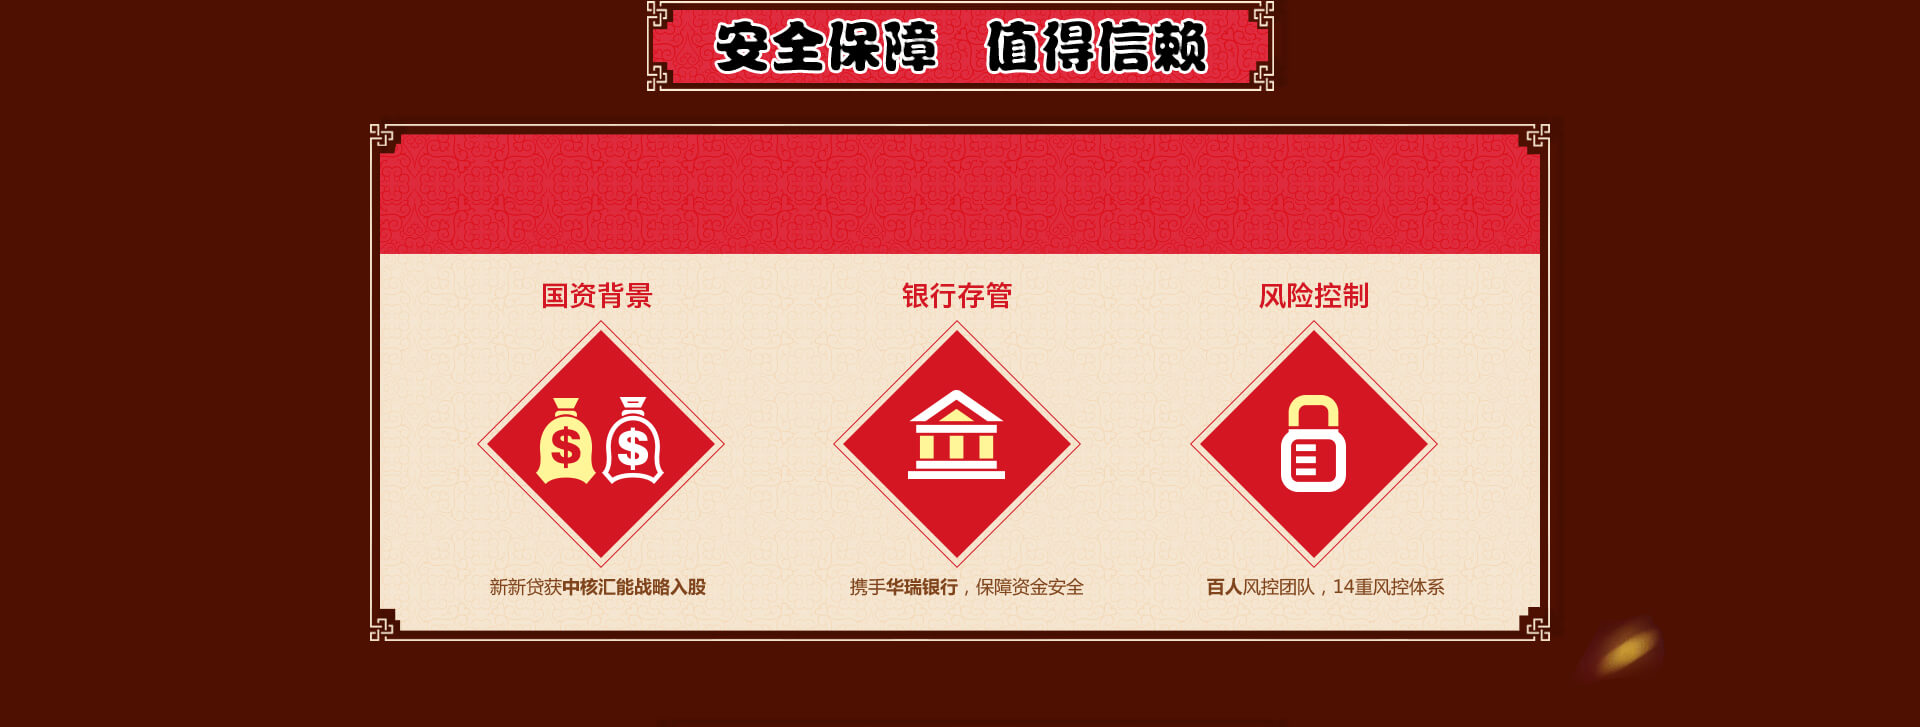 安全保障 值得信赖
国资背景
银行存管
风险控制
新新贷获中核汇能战略入股
携手华瑞银行，保障资金安全
百人风控团队，14重风控体系